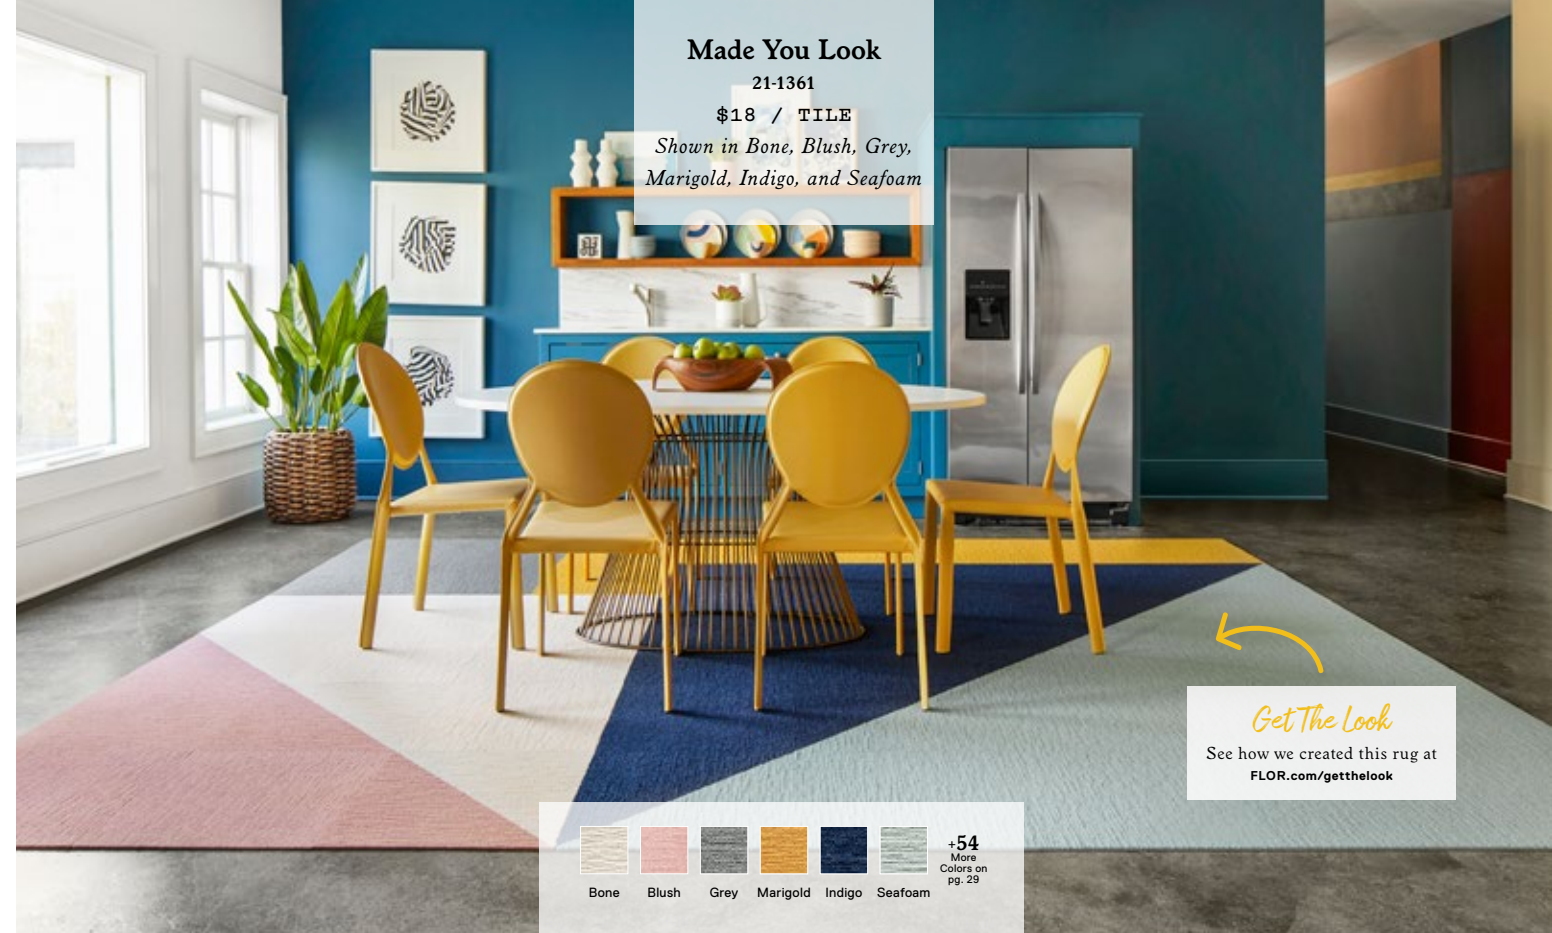 Made You Look
21-1361
$18 / TILE
Shown in Bone, Blush, Grey,
Marigold, Indigo, and Seafoam
Get The Look
See how we created this rug at
FLOR.com/getthelook
Bone
Blush
Grey
Marigold
Indigo
Seafoam
+54
More
Colors on
pg. 29